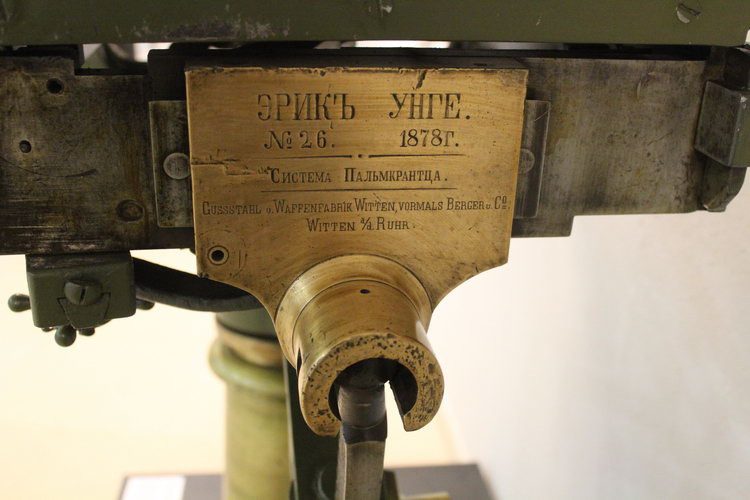 ЭРИКЪ УНГЕ.
№ 26. 1878Г.
СИСТЕМА ПАЛЬМКРАНТЦА.
GUSSSTAHL U. WAFFENFABRIK WITTEN, VORMALS BERGER U. CO.
WITTEN A/D. RUHR.